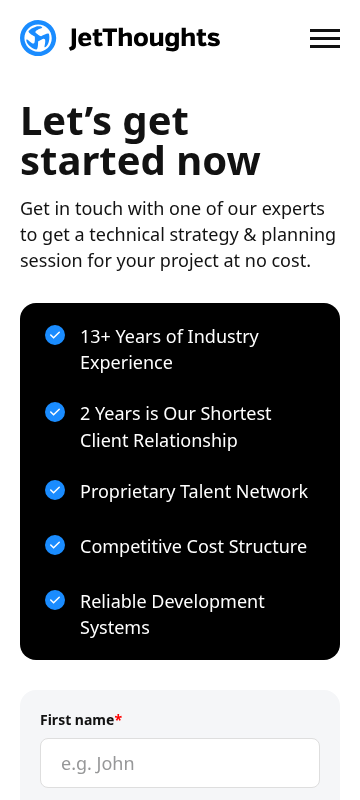 JetThoughts
Let’s get
started now
Get in touch with one of our experts
to get a technical strategy & planning
session for your project at no cost.
13+ Years of Industry
Experience
2 Years is Our Shortest
Client Relationship
Proprietary Talent Network
Competitive Cost Structure
Reliable Development
Systems
First name*
e.g. John